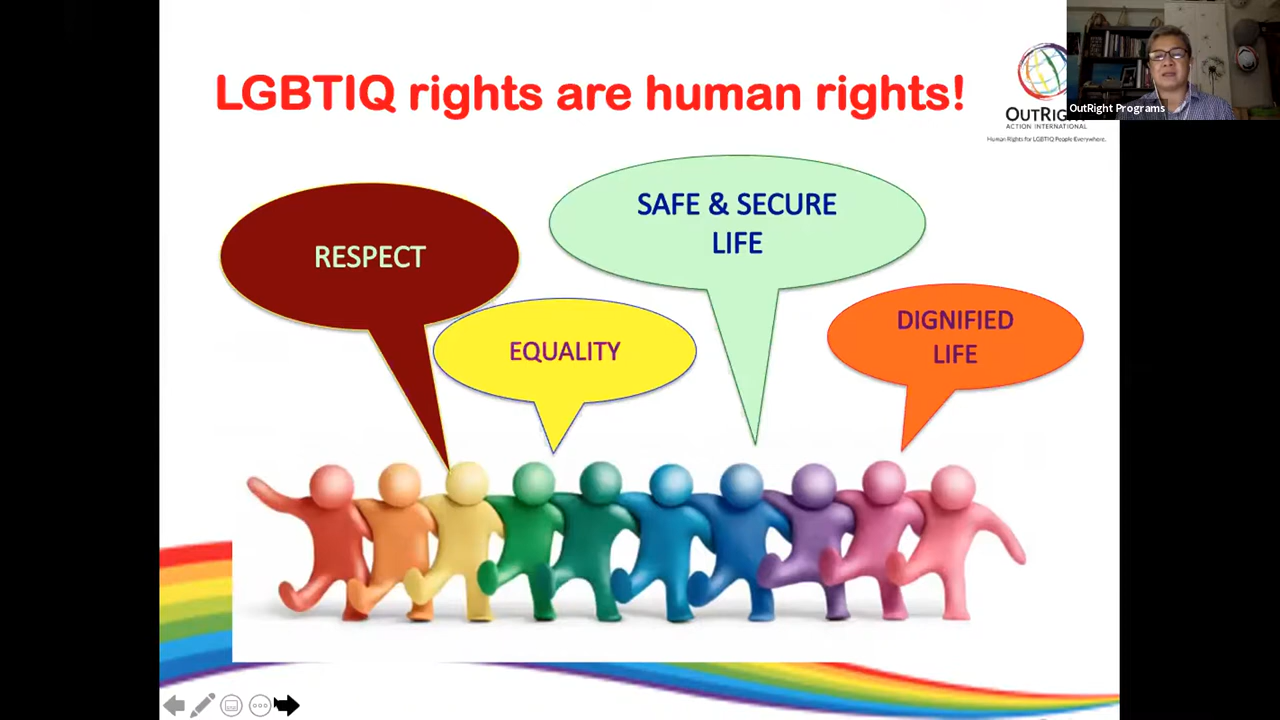 LGBTIQ rights are human rights!
OUTRIGHT
ACTION INTERNATIONAL
Human Rights for LGBTIQ People Everywhere.
OutRight Programs
RESPECT
SAFE & SECURE
LIFE
EQUALITY
DIGNIFIED
LIFE